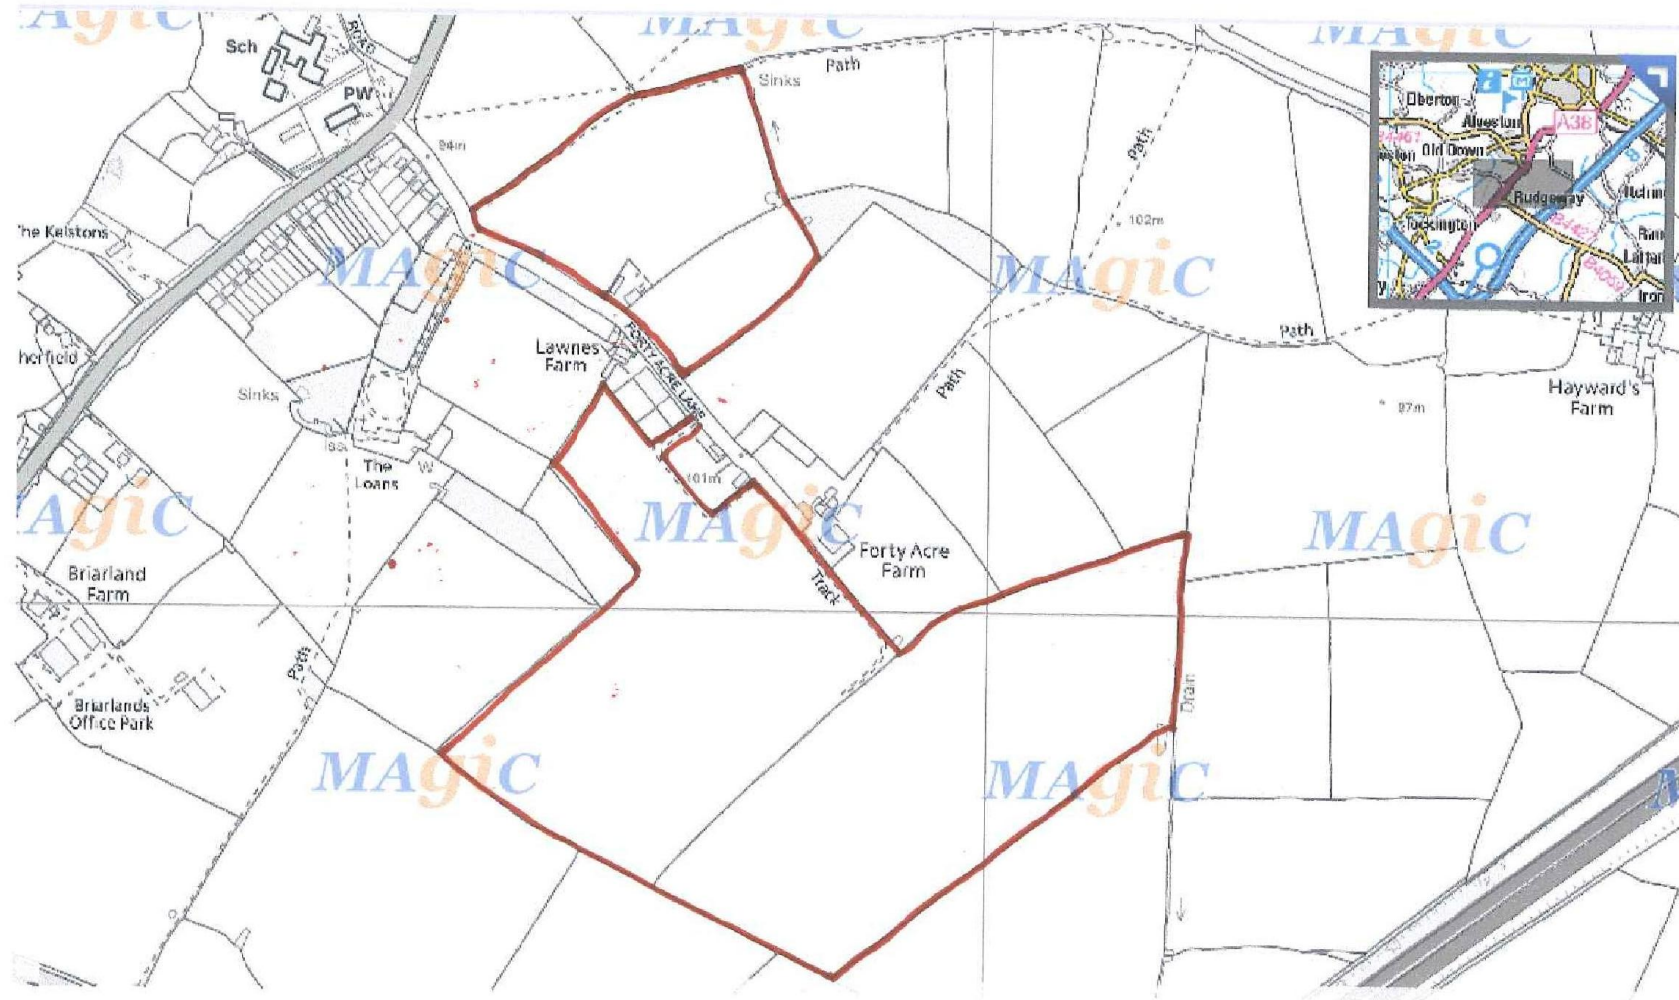 MAgiC
MAgiC
MAgiC
Sch
ROAD
PW
Sinks
Path
94m
Path
102m
The Kelstons
MAgiC
MAgiC
Oberton
Alveston
A38
Old Down
Rudgeway
Tockington
B4427
B4059
Lawnes
Farm
FORTY ACRE LANE
Path
Path
Hayward's
Farm
97m
Sinks
The
Loans
W
101m
MAgiC
MAgiC
MAgiC
Forty Acre
Farm
Track
Briarland
Farm
Path
Briarlands
Office Park
Drain
MAgiC
MAgiC